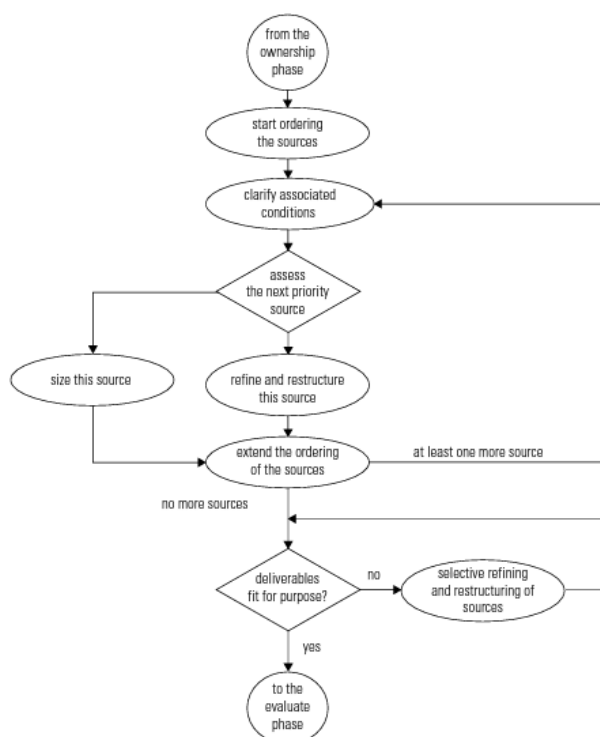 from the
ownership
phase
start ordering
the sources
clarify associated
conditions
assess
the next priority
source
size this source
refine and restructure
this source
extend the ordering
of the sources
at least one more source
no more sources
deliverables
fit for purpose?
no
selective refining
and restructuring of
sources
yes
to the
evaluate
phase